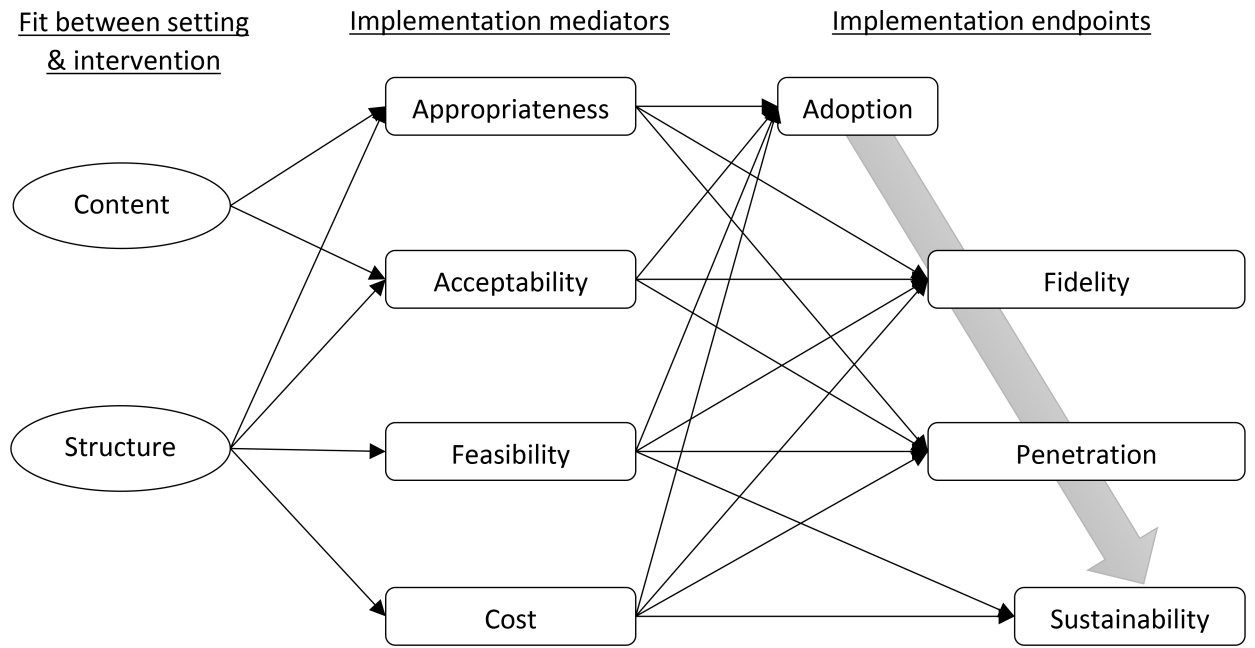 Fit between setting
& intervention
Implementation mediators
Implementation endpoints
Appropriateness
Adoption
Content
Acceptability
Fidelity
Structure
Feasibility
Penetration
Cost
Sustainability